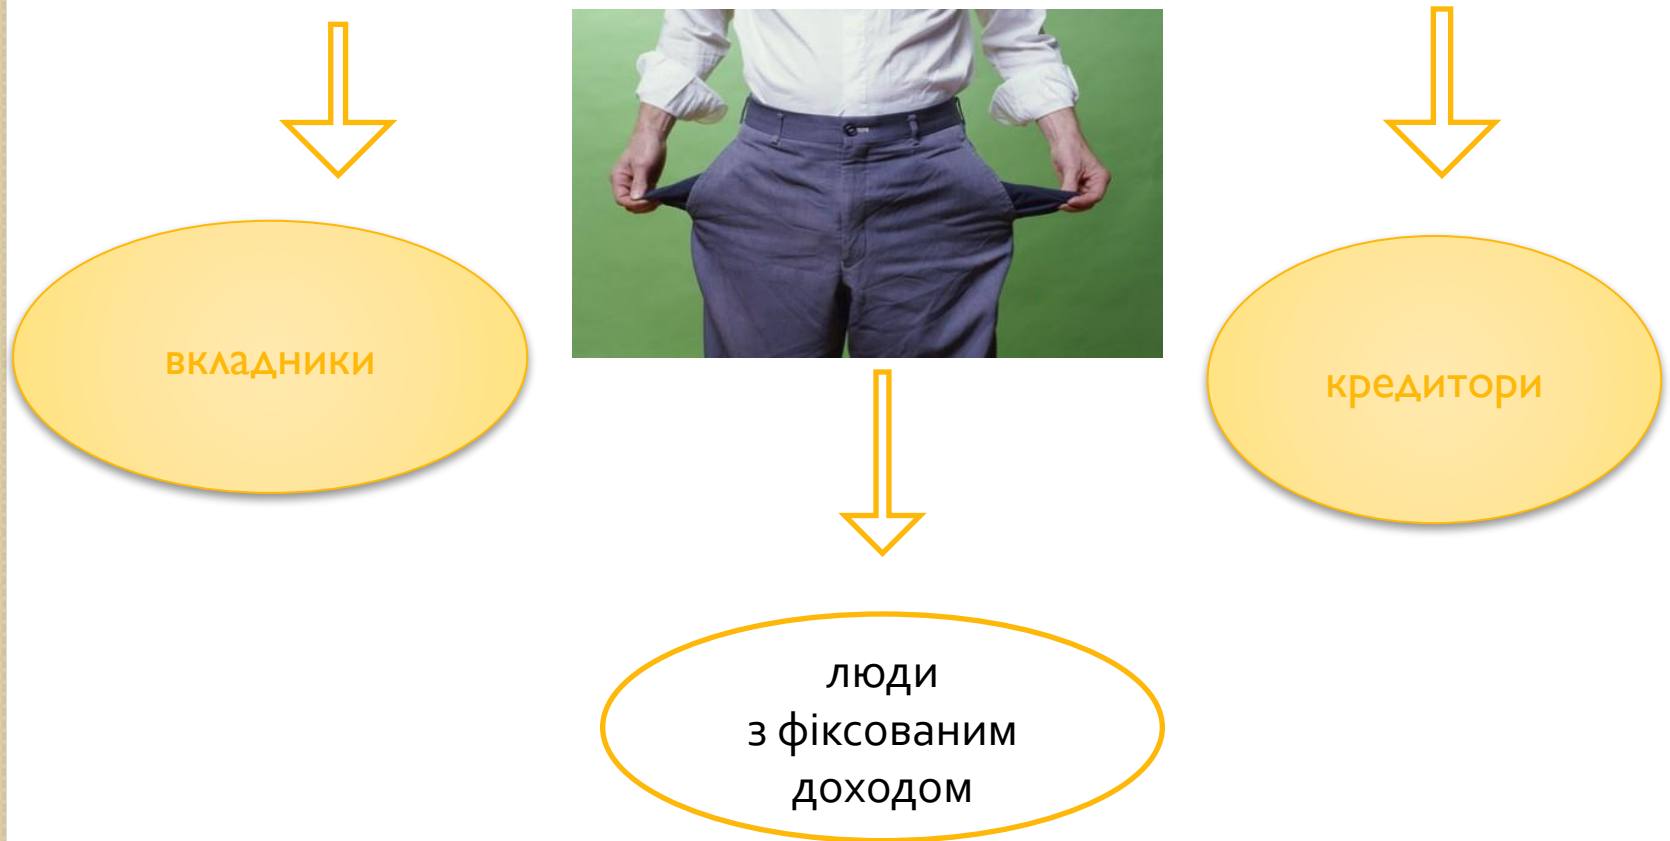 вкладники
кредитори
люди
з фіксованим
доходом